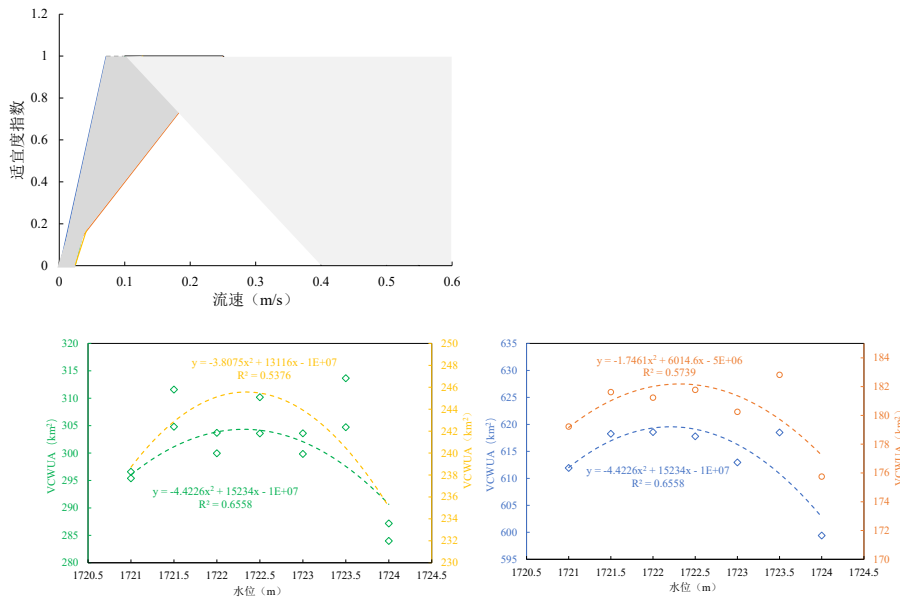 1.2
1
0.8
0.6
0.4
0.2
0
适宜度指数
0 0.1 0.2 0.3 0.4 0.5 0.6
流速（m/s）
320
315
310
305
300
295
290
285
280
VCWUA（km²）
y = -3.8075x² + 13116x - 1E+07
R² = 0.5376
y = -4.4226x² + 15234x - 1E+07
R² = 0.6558
250
248
246
244
242
240
238
236
234
232
230
VCWUA（km²）
1720.5 1721 1721.5 1722 1722.5 1723 1723.5 1724 1724.5
水位（m）
635
630
625
620
615
610
605
600
595
VCWUA（km²）
y = -1.7461x² + 6014.6x - 5E+06
R² = 0.5739
y = -4.4226x² + 15234x - 1E+07
R² = 0.6558
184
182
180
178
176
174
172
170
VCWUA（km²）
1720.5 1721 1721.5 1722 1722.5 1723 1723.5 1724 1724.5
水位（m）